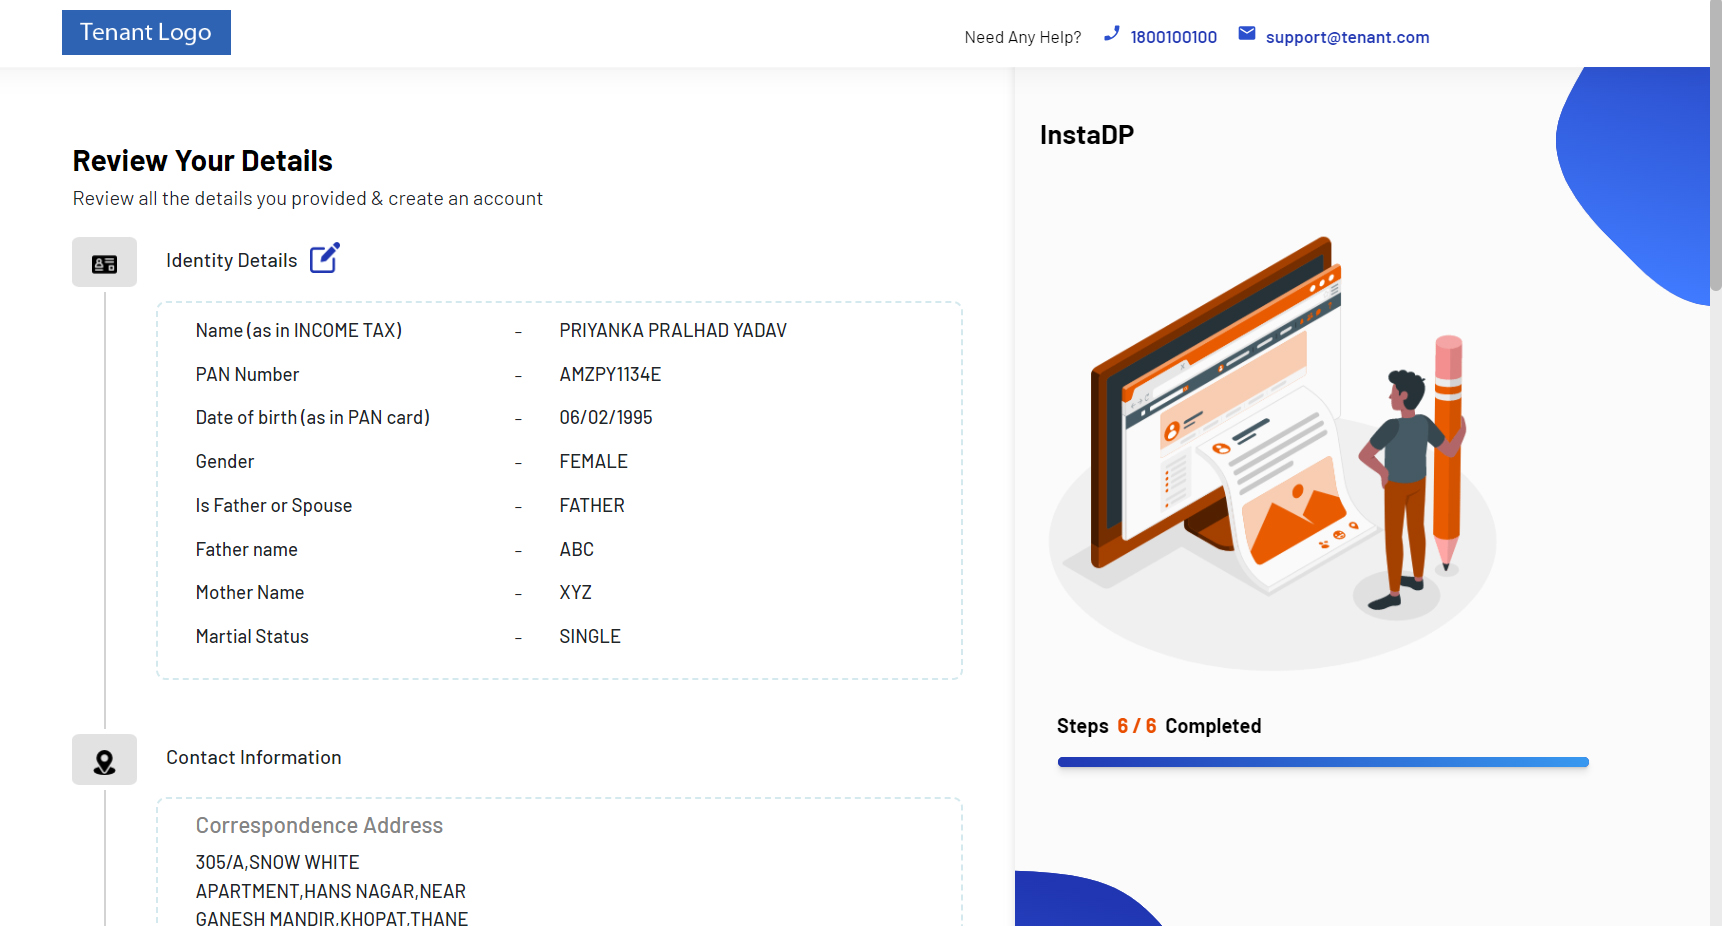 Tenant Logo
Need Any Help? 1800100100 support@tenant.com
Review Your Details
Review all the details you provided & create an account
Identity Details
Name (as in INCOME TAX) - PRIYANKA PRALHAD YADAV
PAN Number - AMZPY1134E
Date of birth (as in PAN card) - 06/02/1995
Gender - FEMALE
Is Father or Spouse - FATHER
Father name - ABC
Mother Name - XYZ
Martial Status - SINGLE
Contact Information
Correspondence Address
305/A,SNOW WHITE
APARTMENT,HANS NAGAR,NEAR
GANESH MANDIR,KHOPAT,THANE
InstaDP
Steps 6 / 6 Completed